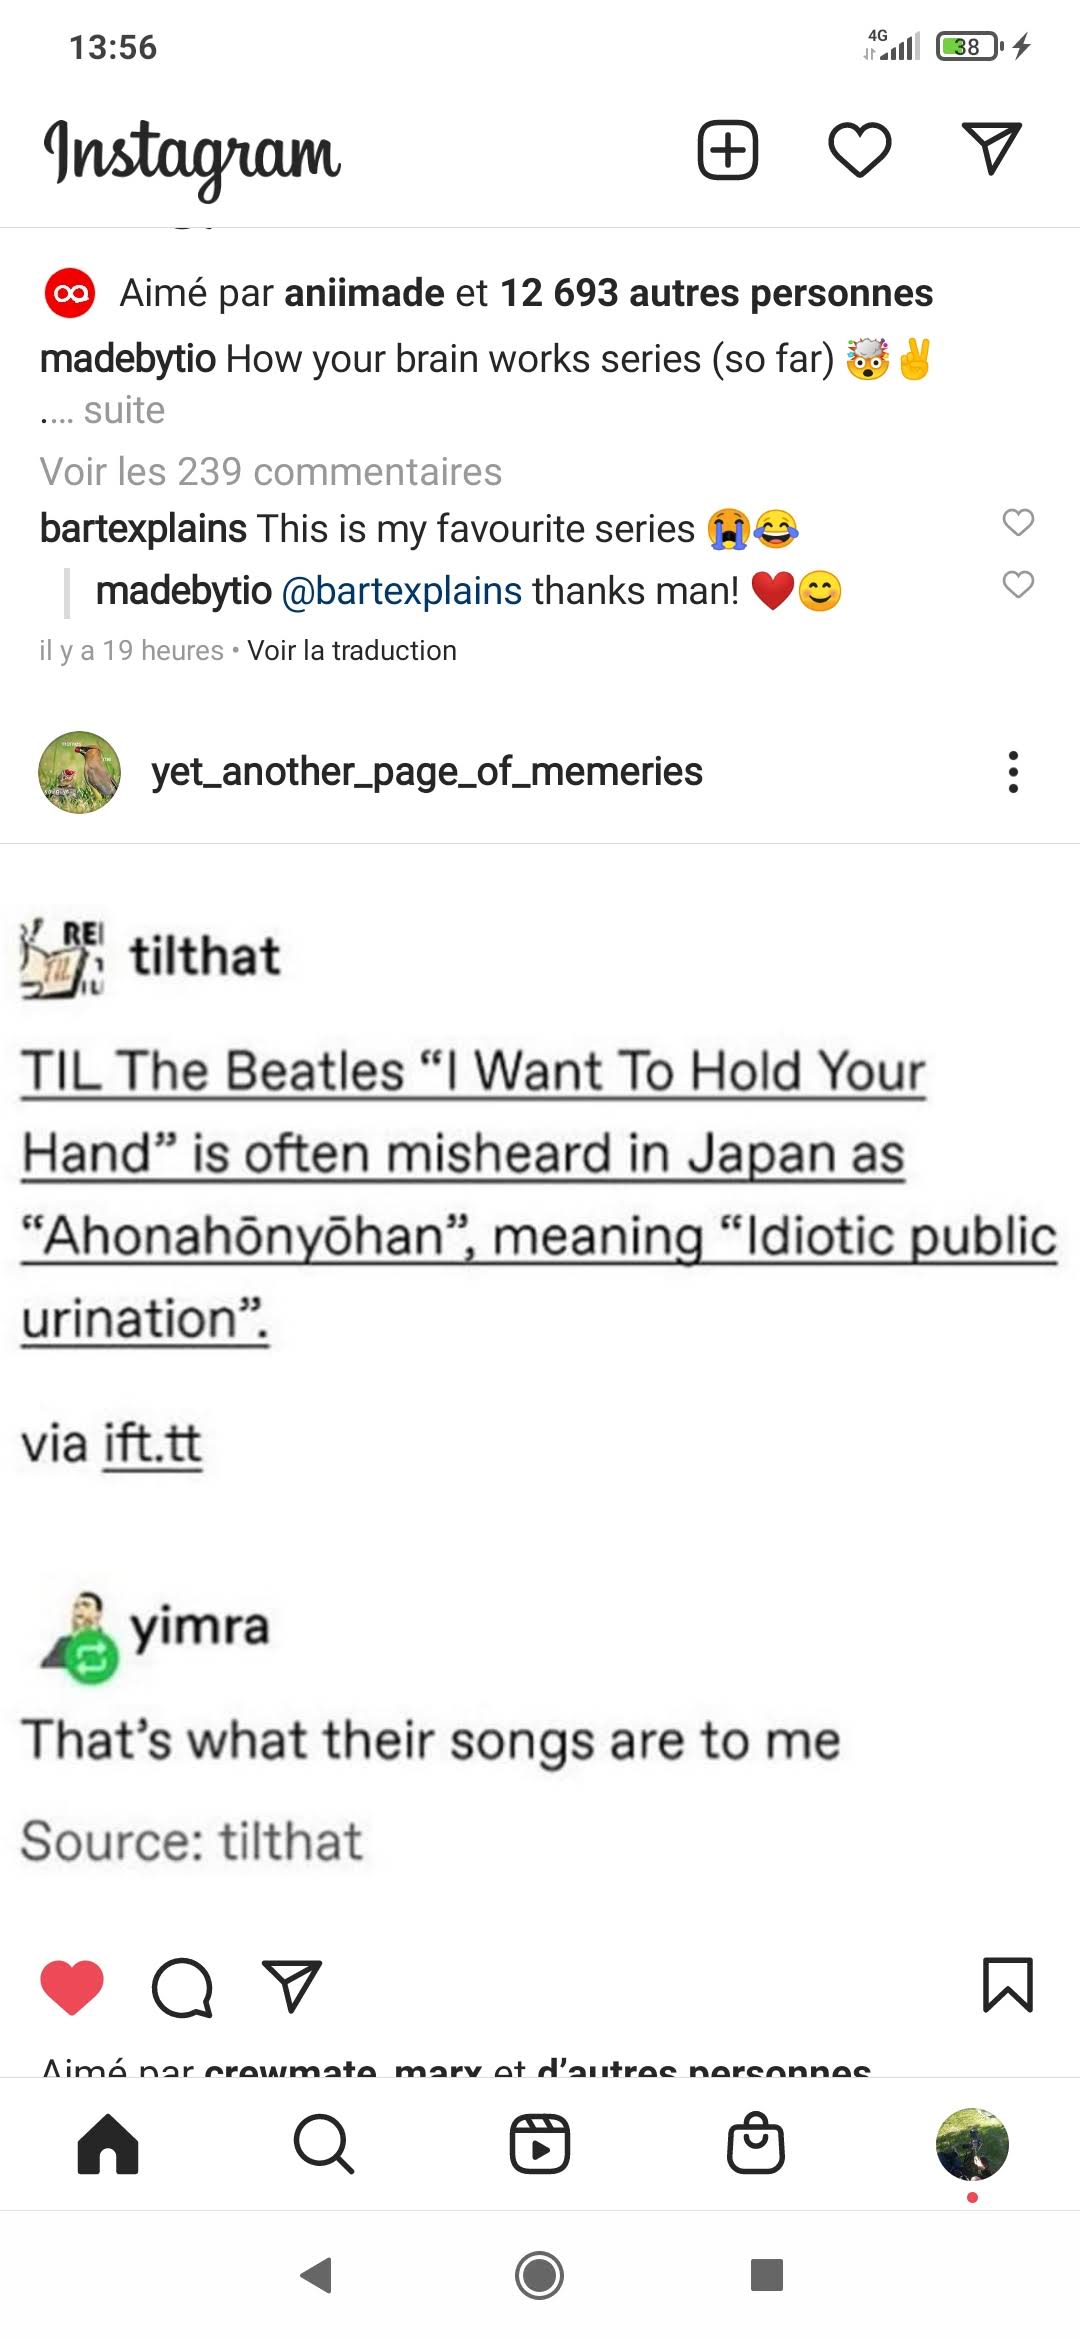 13:56
4G
38
Instagram
Aimé par aniimade et 12 693 autres personnes
madebytio How your brain works series (so far) 🤯✌️
.... suite
Voir les 239 commentaires
bartexplains This is my favourite series 😭😂
madebytio @bartexplains thanks man! ❤️😊
il y a 19 heures • Voir la traduction
yet_another_page_of_memeries
tilthat
TIL The Beatles “I Want To Hold Your
Hand” is often misheard in Japan as
“Ahonahōnyōhan”, meaning “Idiotic public
urination”.
via ift.tt
yimra
That’s what their songs are to me
Source: tilthat
Aimé par crewmate_marx et d’autres personnes